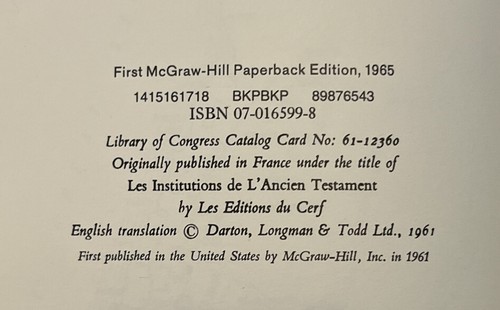 First McGraw-Hill Paperback Edition, 1965
1415161718 BKPBKP 89876543
ISBN 07-016599-8
Library of Congress Catalog Card No: 61-12360
Originally published in France under the title of
Les Institutions de L'Ancien Testament
by Les Editions du Cerf
English translation © Darton, Longman & Todd Ltd., 1961
First published in the United States by McGraw-Hill, Inc. in 1961